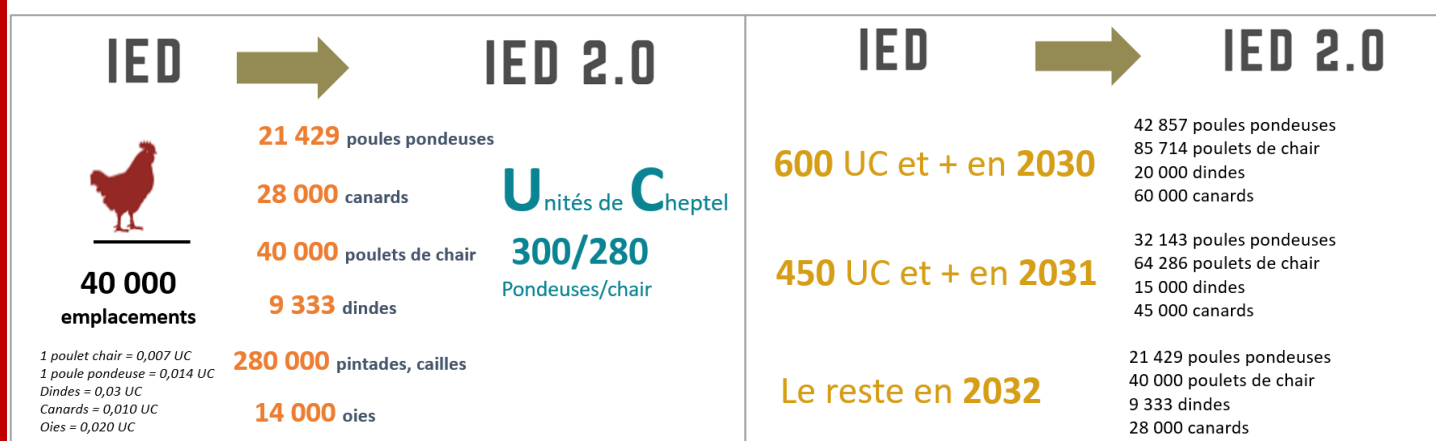 IED
IED 2.0
21 429 poules pondeuses
28 000 canards
40 000 poulets de chair
9 333 dindes
280 000 pintades, cailles
14 000 oies
Unités de Cheptel
300/280
Pondeuses/chair
40 000
emplacements
1 poulet chair = 0,007 UC
1 poule pondeuse = 0,014 UC
Dindes = 0,03 UC
Canards = 0,010 UC
Oies = 0,020 UC
IED
IED 2.0
600 UC et + en 2030
42 857 poules pondeuses
85 714 poulets de chair
20 000 dindes
60 000 canards
450 UC et + en 2031
32 143 poules pondeuses
64 286 poulets de chair
15 000 dindes
45 000 canards
Le reste en 2032
21 429 poules pondeuses
40 000 poulets de chair
9 333 dindes
28 000 canards